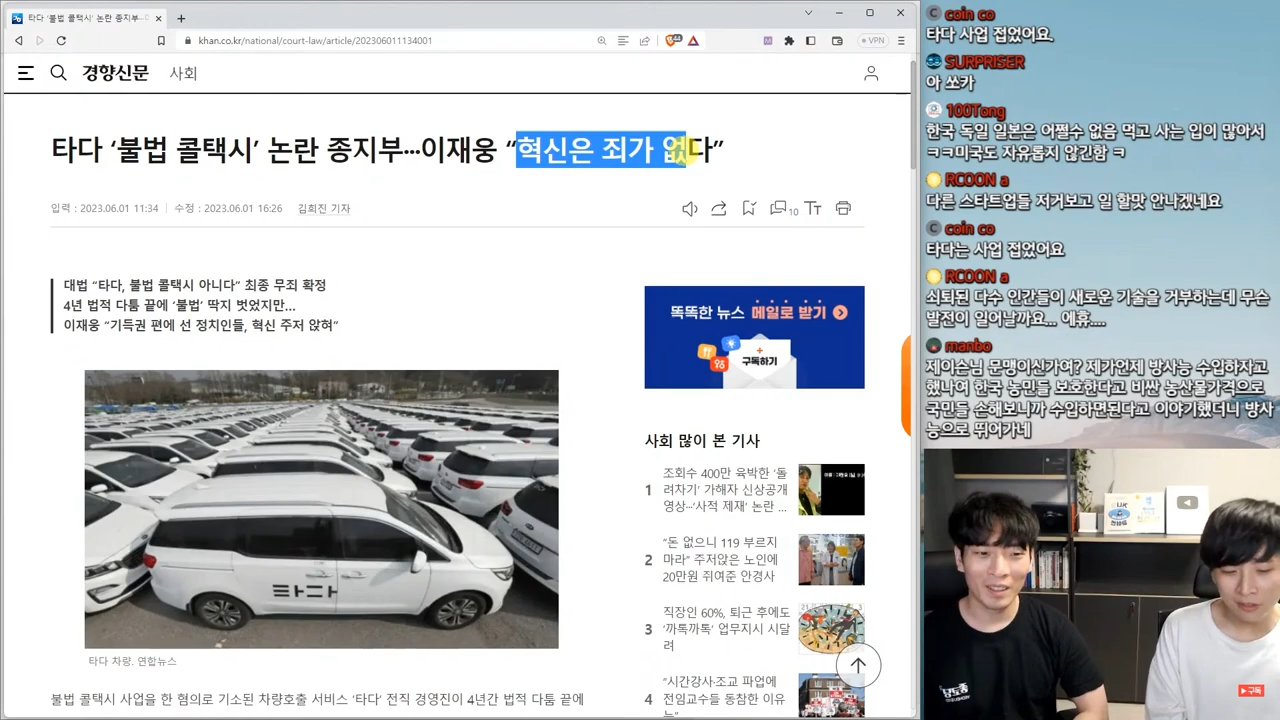 타다 '불법 콜택시' 논란 종지부…이
khan.co.kr/national/court-law/article/202306011134001
VPN
경향신문
사회
타다 ‘불법 콜택시’ 논란 종지부…이재웅 “혁신은 죄가 없다”
입력 : 2023.06.01 11:34
수정 : 2023.06.01 16:25
김희진 기자
10
대법 “타다, 불법 콜택시 아니다” 최종 무죄 확정
4년 법적 다툼 끝에 ‘불법’ 딱지 벗었지만…
이재웅 “기득권 편에 선 정치인들, 혁신 주저 앉혀”
타다
타다 차량. 연합뉴스
불법 콜택시 사업을 한 혐의로 기소된 차량호출 서비스 ‘타다’ 전직 경영진이 4년간 법적 다툼 끝에
똑똑한 뉴스 메일로 받기
구독하기
사회 많이 본 기사
1
조회수 400만 육박한 ‘돌
려차기’ 가해자 신상공개
영상…‘사적 제재’ 논란 ...
2
“돈 없으니 119 부르지
마라” 주저앉은 노인에
20만원 쥐여준 안경사
3
직장인 60%, 퇴근 후에도
‘까똑까똑’ 업무지시 시달
려
4
“시간강사·조교 파업에
전임교수들 동참한 이유
는”
coin co
타다 사업 접었어요.
SURPRISER
아 쏘카
100Tong
한국 독일 일본은 어쩔수 없음 먹고 사는 입이 많아서
ㅋㅋ미국도 자유롭지 않긴함 ㅋ
RCOON a
다른 스타트업들 저거보고 일 할맛 안나겠네요
coin co
타다는 사업 접었어요
RCOON a
쇠퇴된 다수 인간들이 새로운 기술을 거부하는데 무슨
발전이 일어날까요... 에휴....
manbo
제이슨님 문맹이신가여? 제가언제 방사능 수입하자고
했나여 한국 농민들 보호한다고 비싼 농산물가격으로
국민들 손해보니까 수입하면된다고 이야기했더니 방사
능으로 뛰어가네
구독